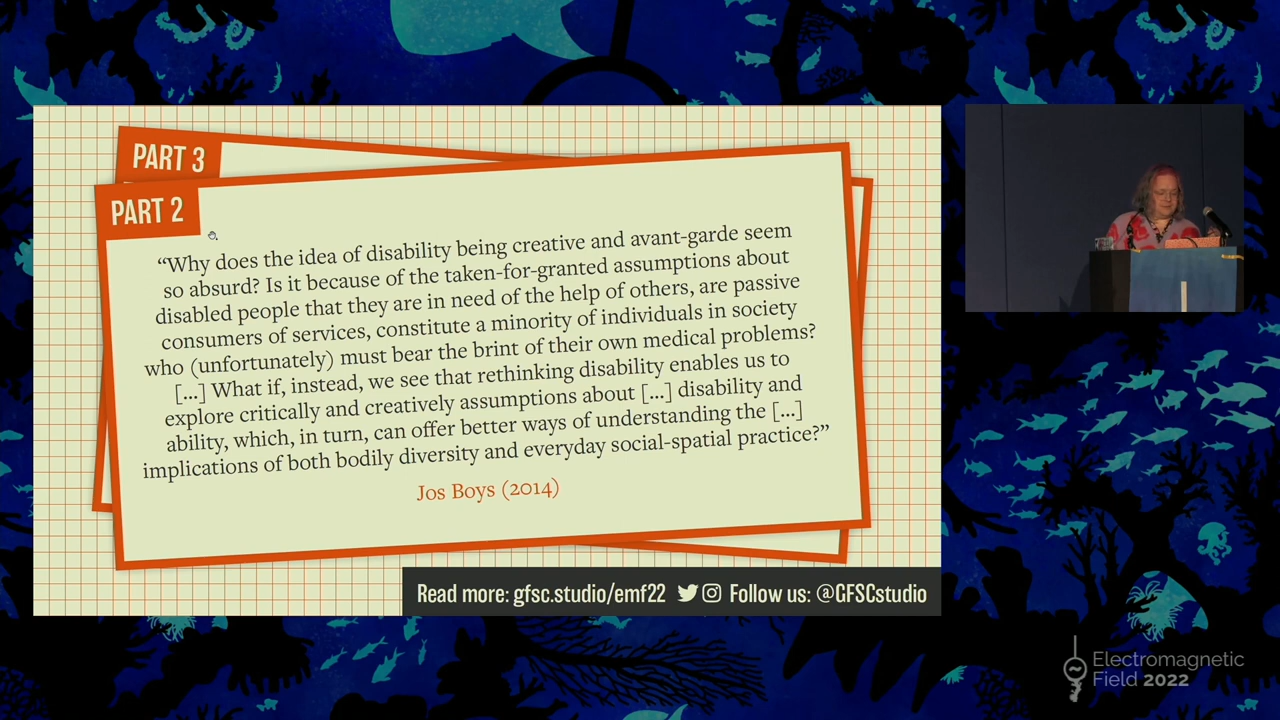 PART 3
PART 2
“Why does the idea of disability being creative and avant-garde seem
so absurd? Is it because of the taken-for-granted assumptions about
disabled people that they are in need of the help of others, are passive
consumers of services, constitute a minority of individuals in society
who (unfortunately) must bear the brint of their own medical problems?
[...] What if, instead, we see that rethinking disability enables us to
explore critically and creatively assumptions about [...] disability and
ability, which, in turn, can offer better ways of understanding the [...]
implications of both bodily diversity and everyday social-spatial practice?”
Jos Boys (2014)
Read more: gfsc.studio/emf22 Follow us: @GFSCstudio
Electromagnetic
Field 2022